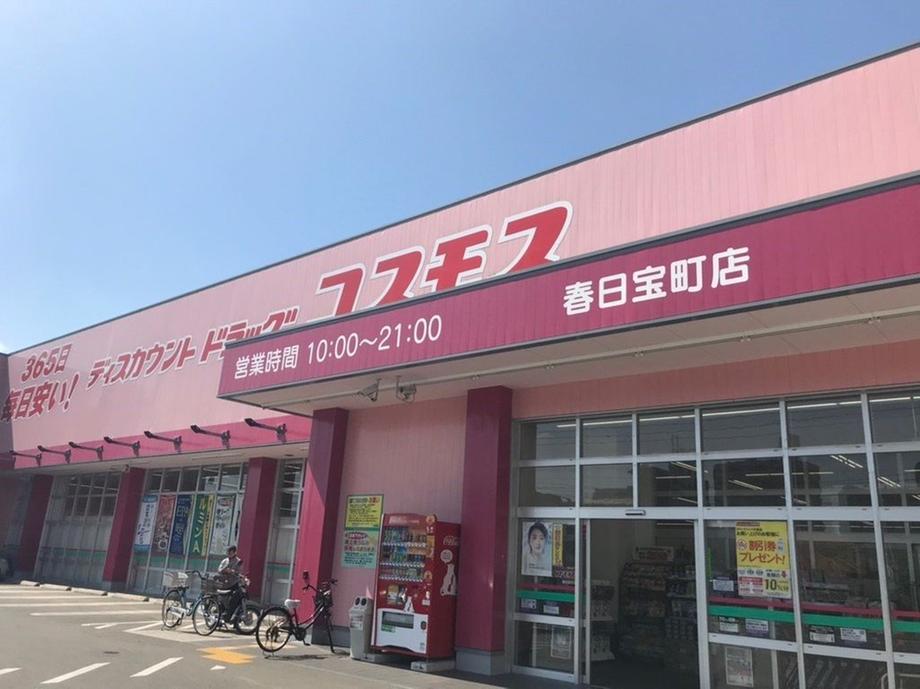 365日
毎日安い!
ディスカウント ドラッグ
コスモス
営業時間 10:00～21:00
春日宝町店
割引券
プレゼント!
10%